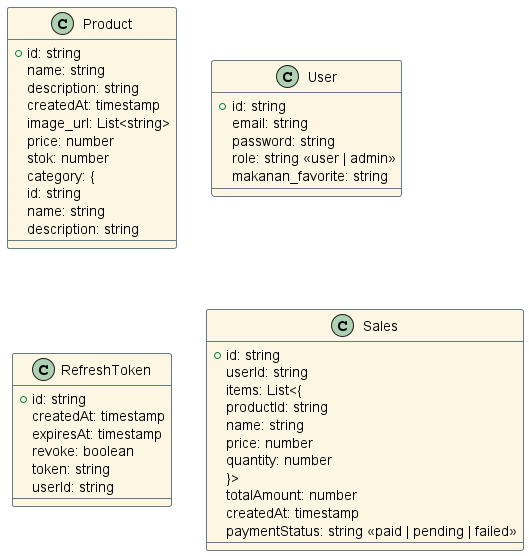 C Product
id: string
name: string
description: string
createdAt: timestamp
image_url: List<string>
price: number
stok: number
category: {
id: string
name: string
description: string
C User
id: string
email: string
password: string
role: string «user | admin»
makanan_favorite: string
C RefreshToken
id: string
createdAt: timestamp
expiresAt: timestamp
revoke: boolean
token: string
userId: string
C Sales
id: string
userId: string
items: List<{
productId: string
name: string
price: number
quantity: number
}>
totalAmount: number
createdAt: timestamp
paymentStatus: string «paid | pending | failed»